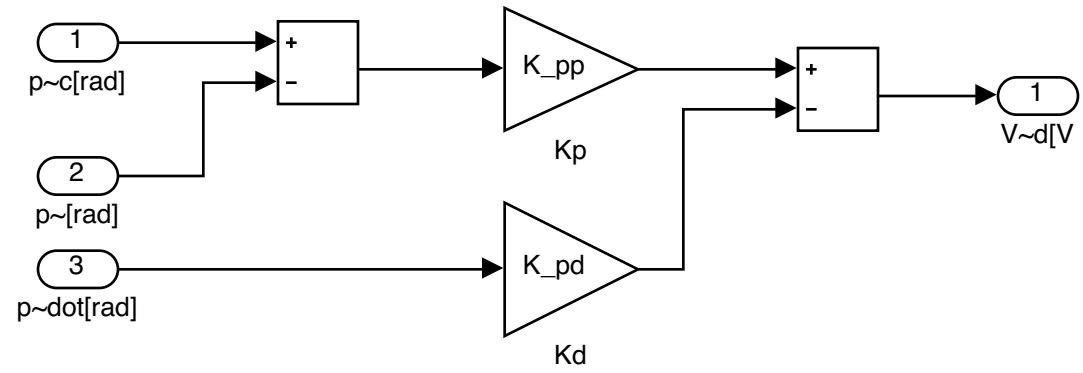 1
p~c[rad]
2
p~[rad]
3
p~dot[rad]
+
−
K_pp
Kp
K_pd
Kd
+
−
1
V~d[V